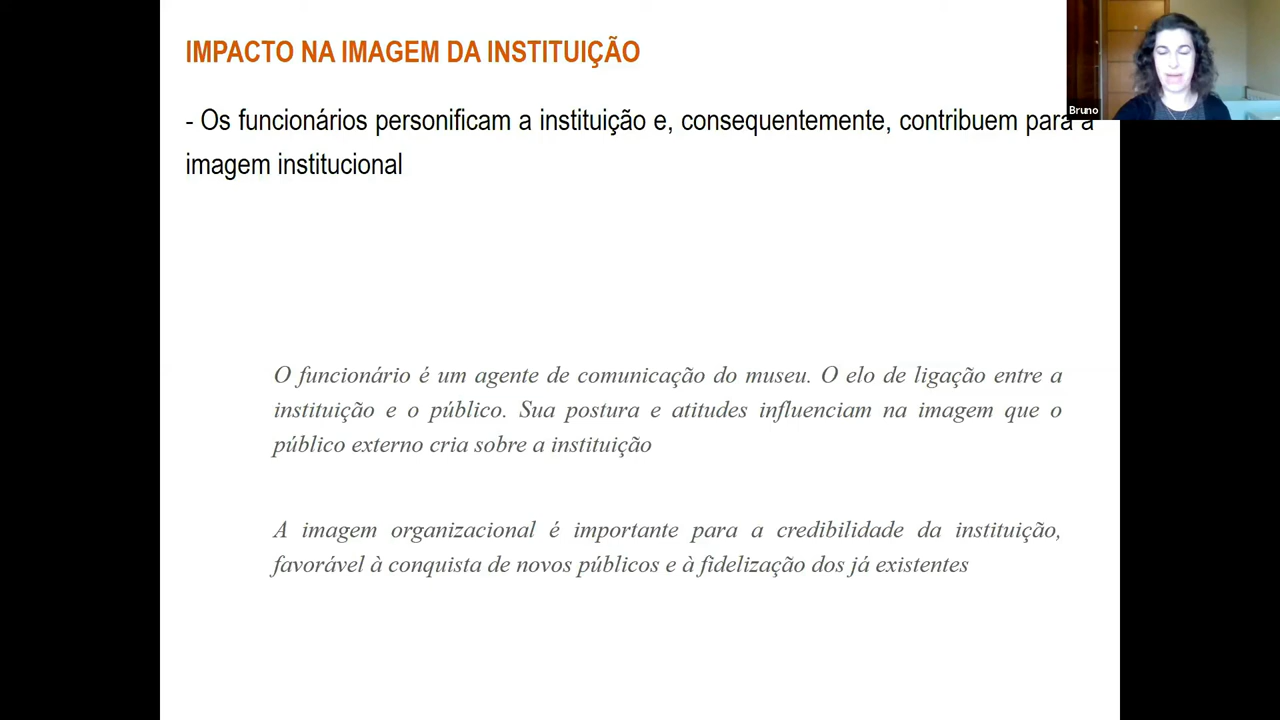 IMPACTO NA IMAGEM DA INSTITUIÇÃO
Bruno
- Os funcionários personificam a instituição e, consequentemente, contribuem para a
imagem institucional
O funcionário é um agente de comunicação do museu. O elo de ligação entre a
instituição e o público. Sua postura e atitudes influenciam na imagem que o
público externo cria sobre a instituição
A imagem organizacional é importante para a credibilidade da instituição,
favorável à conquista de novos públicos e à fidelização dos já existentes